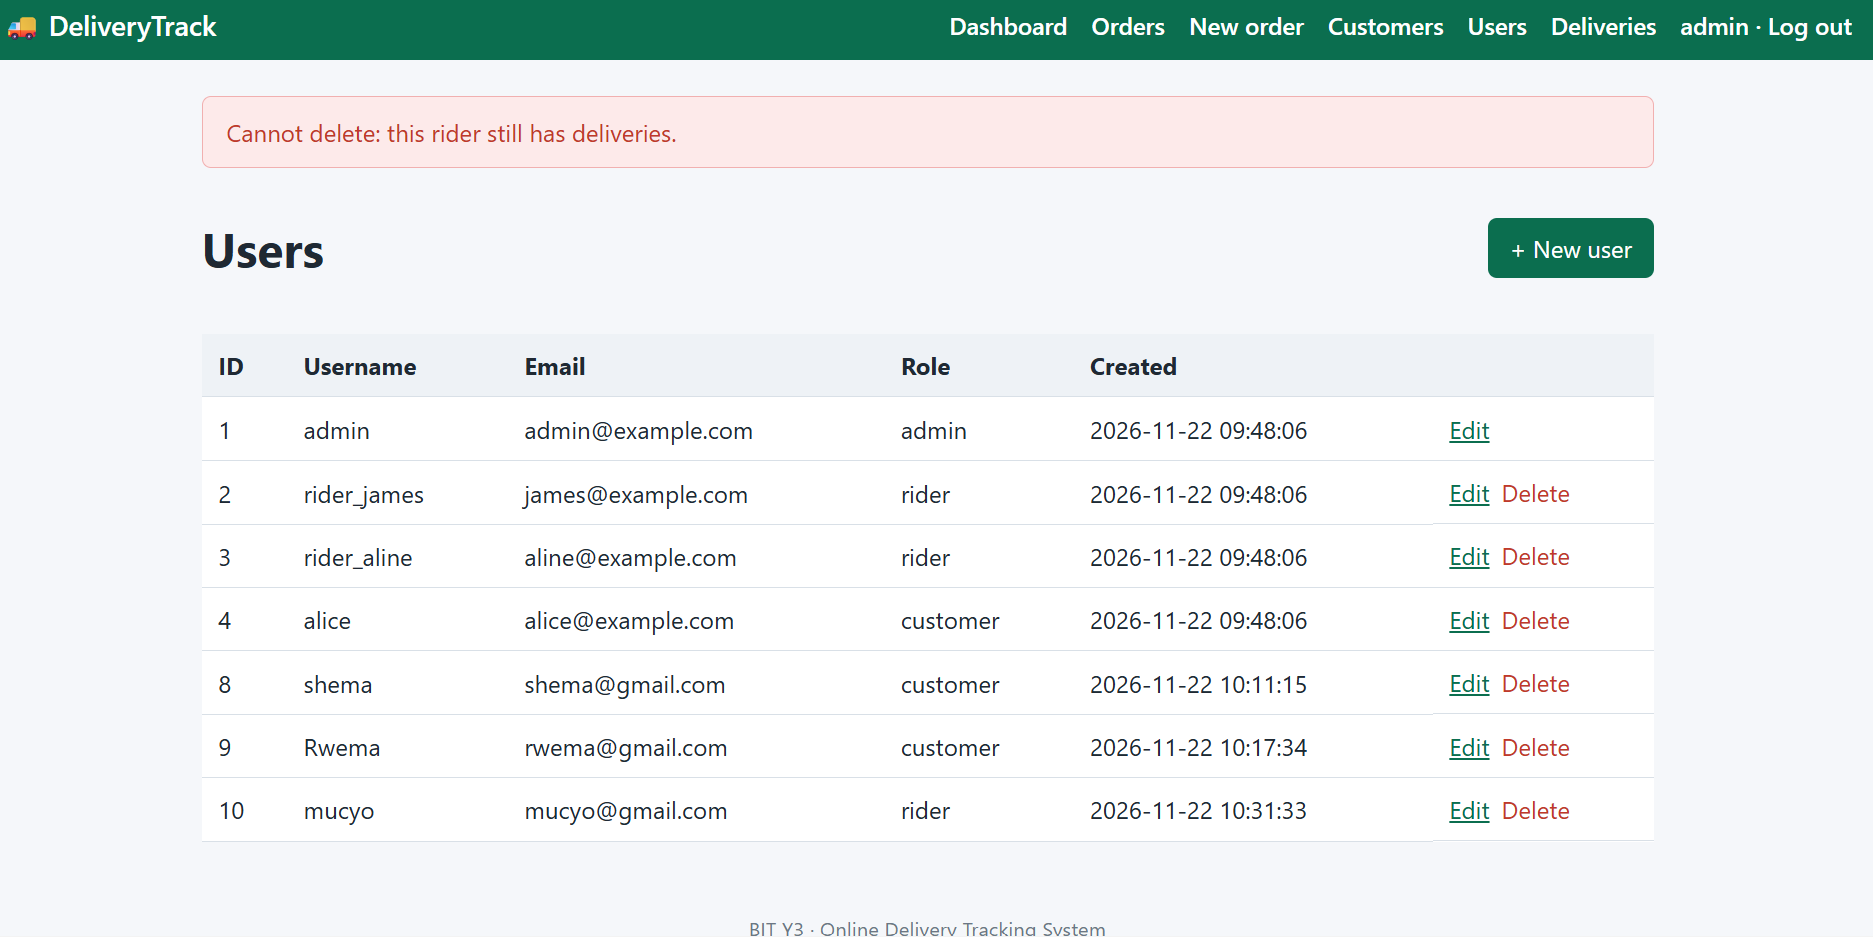 DeliveryTrack Dashboard Orders New order Customers Users Deliveries admin · Log out
Cannot delete: this rider still has deliveries.
Users + New user
ID Username Email Role Created
1 admin admin@example.com admin 2026-11-22 09:48:06 Edit
2 rider_james james@example.com rider 2026-11-22 09:48:06 Edit Delete
3 rider_aline aline@example.com rider 2026-11-22 09:48:06 Edit Delete
4 alice alice@example.com customer 2026-11-22 09:48:06 Edit Delete
8 shema shema@gmail.com customer 2026-11-22 10:11:15 Edit Delete
9 Rwema rwema@gmail.com customer 2026-11-22 10:17:34 Edit Delete
10 mucyo mucyo@gmail.com rider 2026-11-22 10:31:33 Edit Delete
BIT Y3 · Online Delivery Tracking System